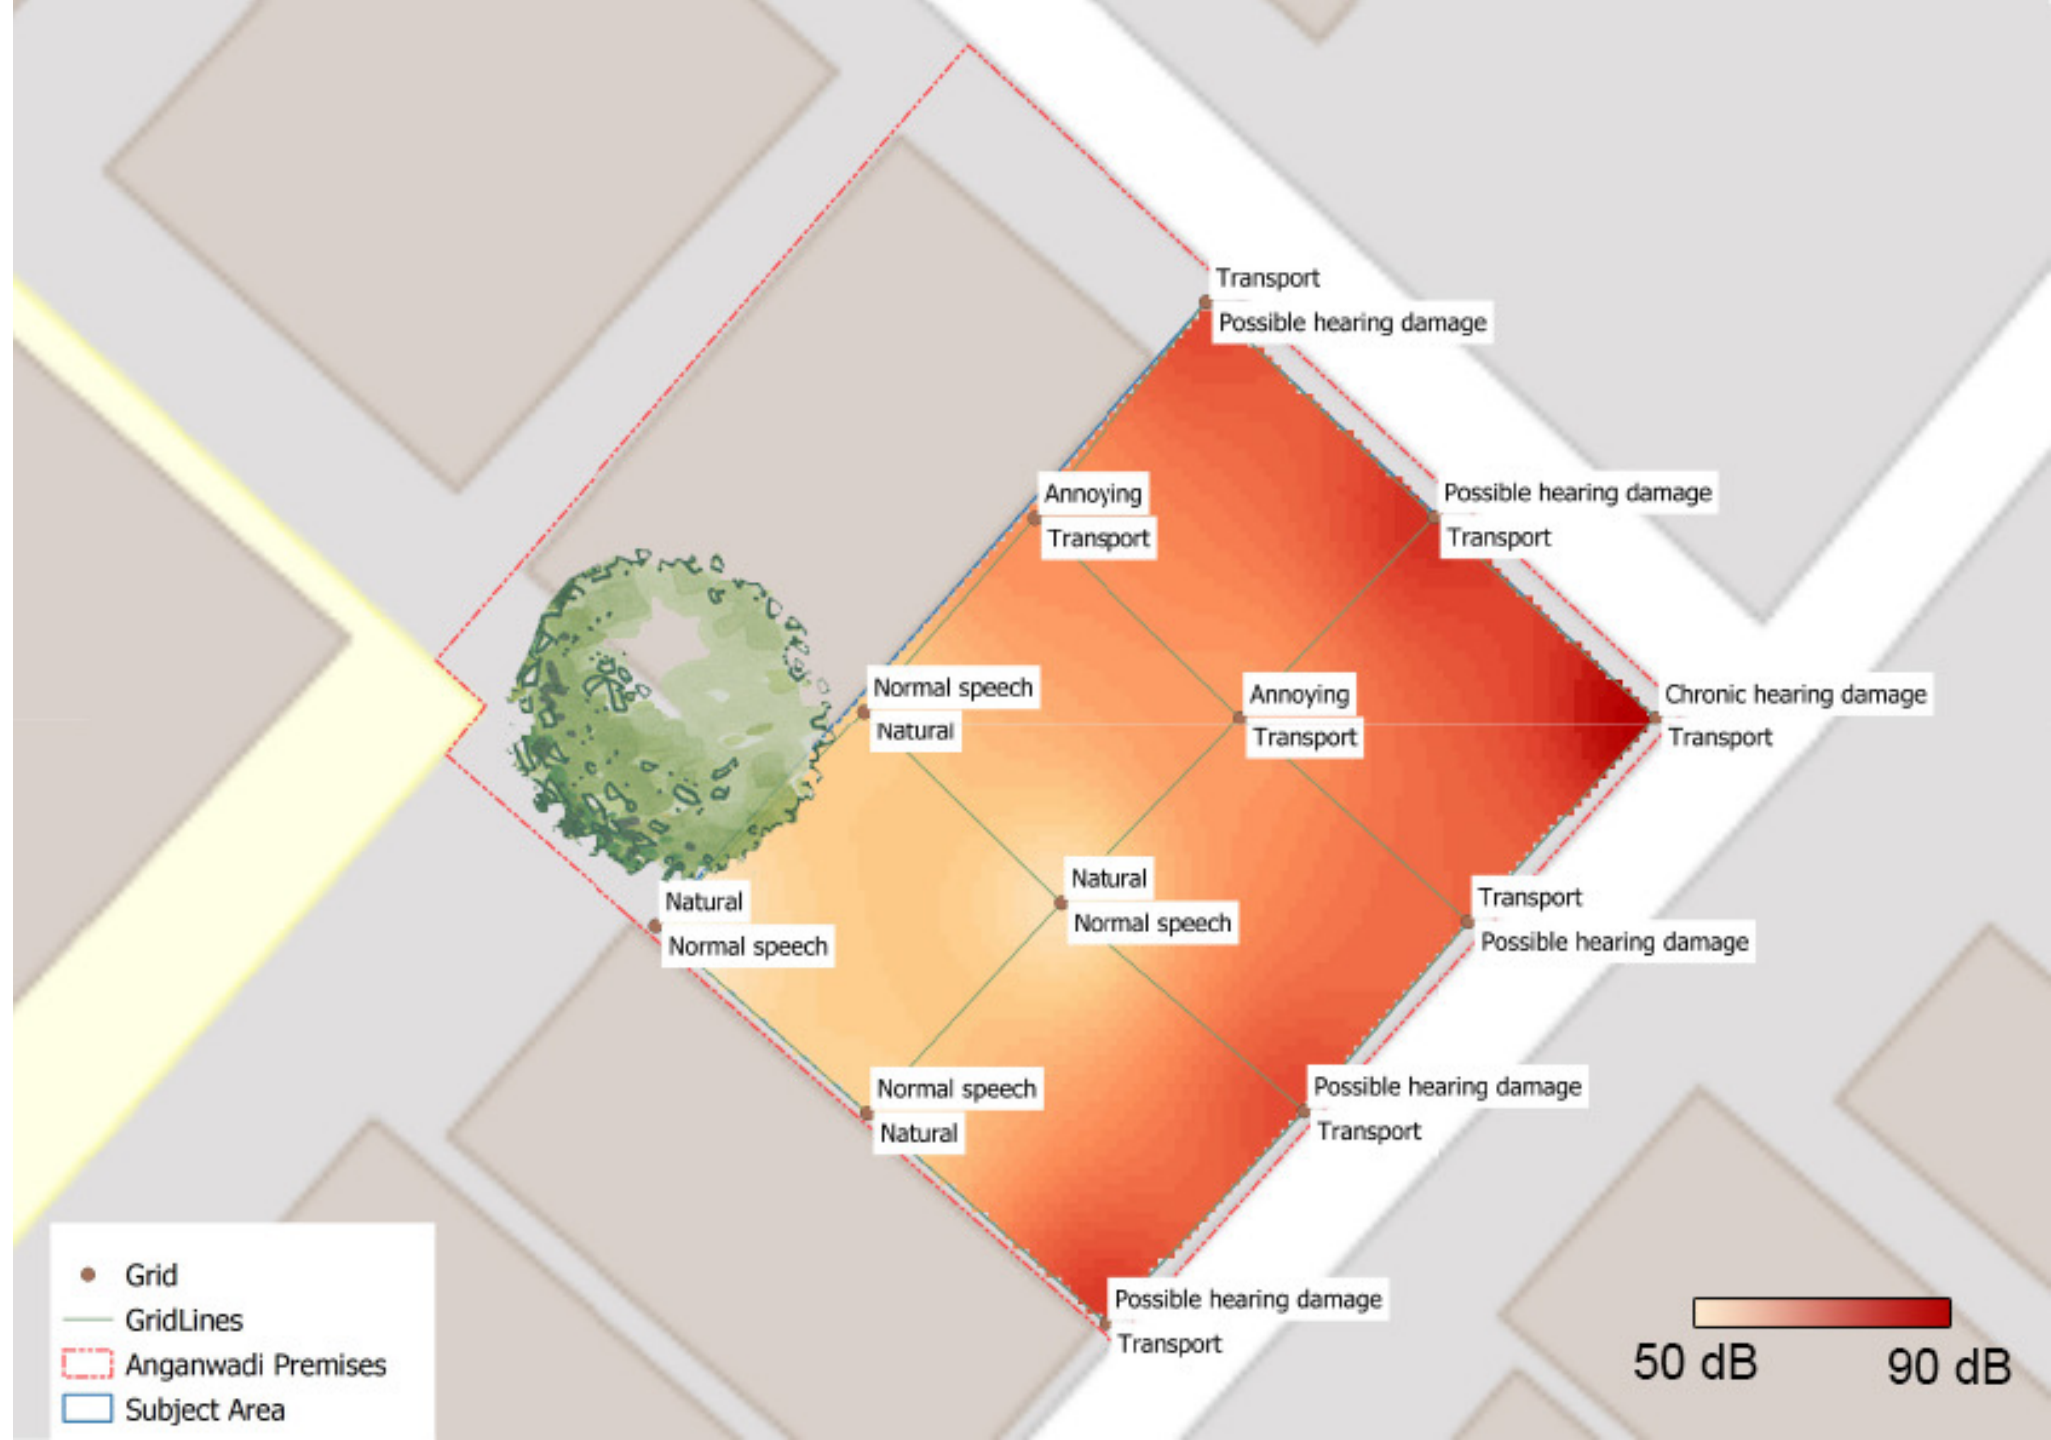 Transport
Possible hearing damage
Annoying
Transport
Possible hearing damage
Transport
Normal speech
Natural
Annoying
Transport
Chronic hearing damage
Transport
Natural
Normal speech
Natural
Normal speech
Transport
Possible hearing damage
Normal speech
Natural
Possible hearing damage
Transport
Possible hearing damage
Transport
Grid
GridLines
Anganwadi Premises
Subject Area
50 dB
90 dB